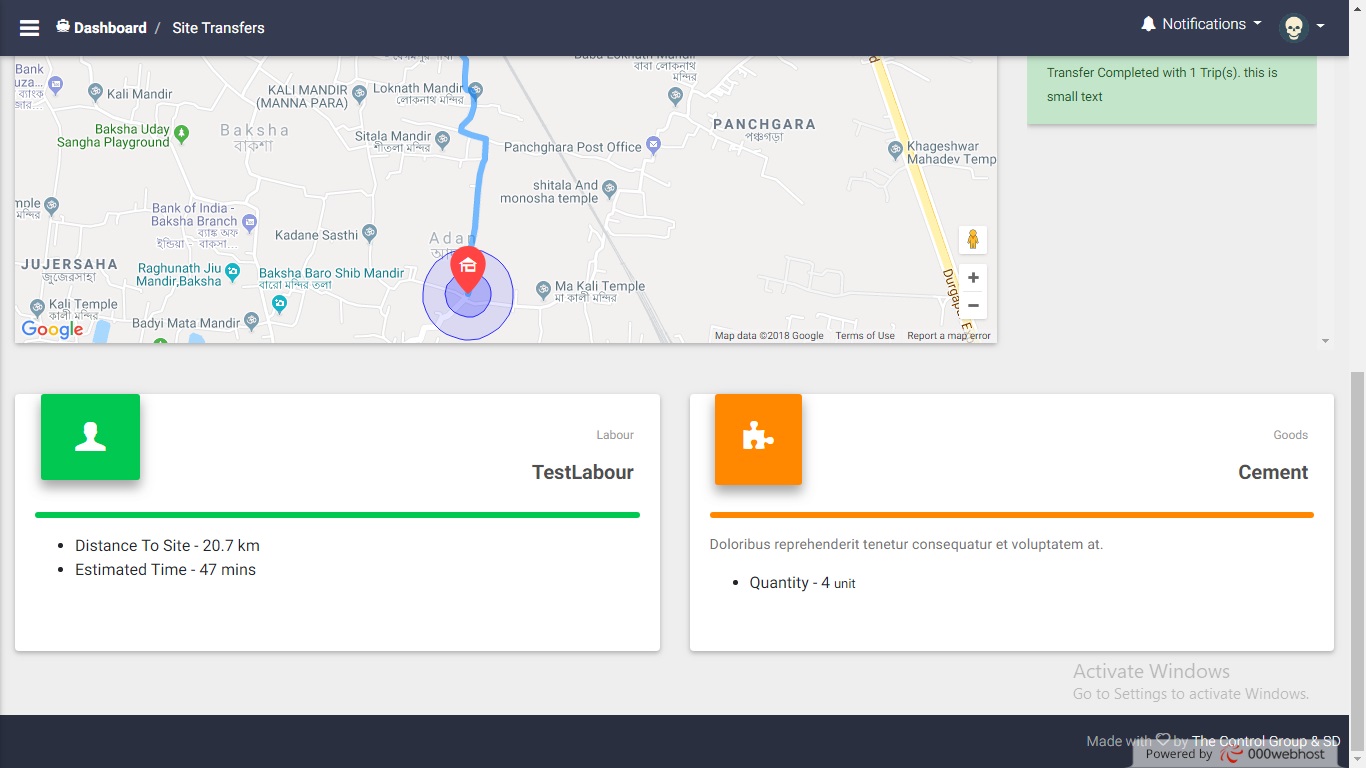 Dashboard / Site Transfers
Notifications
Transfer Completed with 1 Trip(s). this is
small text
Bank
ব্যাংক
Kali Mandir
KALI MANDIR
(MANNA PARA)
Loknath Mandir
লোকনাথ
মন্দির
বাবা লোকনাথ
মন্দির
Baksha Uday
Sangha Playground
Baksha
বাকশা
Sitala Mandir
শীতলা মন্দির
Panchghara Post Office
PANCHGARA
পঞ্চগড়া
Khageshwar
Mahadev Temp
shitala And
monosha temple
মন্দির
Bank of India -
Baksha Branch
ব্যাঙ্ক অফ
ইন্ডিয়া - বাকসা...
Kadane Sasthi
Adan
JUJERSAHA
জুজেরসাহা
Raghunath Jiu
Mandir,Baksha
Baksha Baro Shib Mandir
বারো মন্দির তলা
Ma Kali Temple
মা কালী মন্দির
Kali Temple
কালী মন্দির
Badyi Mata Mandir
Durgapur E
Google
Map data ©2018 Google
Terms of Use
Report a map error
Labour
TestLabour
Distance To Site - 20.7 km
Estimated Time - 47 mins
Goods
Cement
Doloribus reprehenderit tenetur consequatur et voluptatem at.
Quantity - 4 unit
Activate Windows
Go to Settings to activate Windows.
Made with by The Control Group & SD
Powered by 000webhost